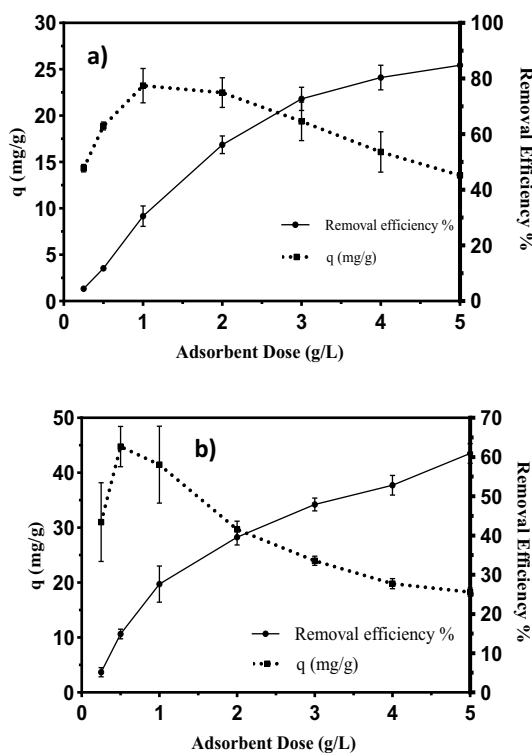 a)
30
25
20
15
10
5
0
q (mg/g)
100
80
60
40
20
0
Removal Efficiency %
Removal efficiency %
q (mg/g)
0 1 2 3 4 5
Adsorbent Dose (g/L)
b)
50
40
30
20
10
0
q (mg/g)
70
60
50
40
30
20
10
0
Removal Efficiency %
Removal efficiency %
q (mg/g)
0 1 2 3 4 5
Adsorbent Dose (g/L)